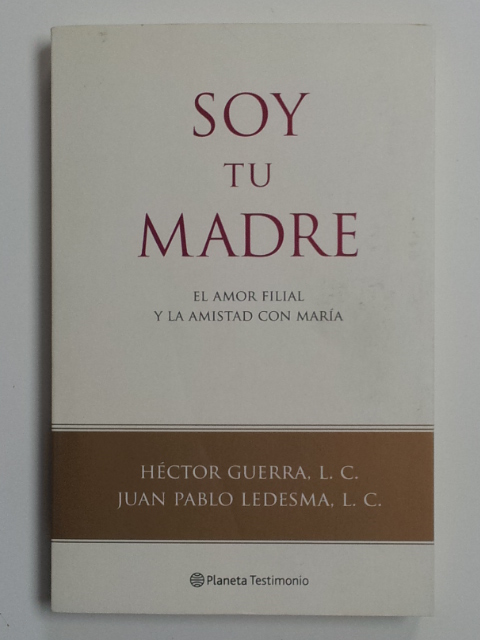 SOY
TU
MADRE
EL AMOR FILIAL
Y LA AMISTAD CON MARÍA
HÉCTOR GUERRA, L. C.
JUAN PABLO LEDESMA, L. C.
Planeta Testimonio